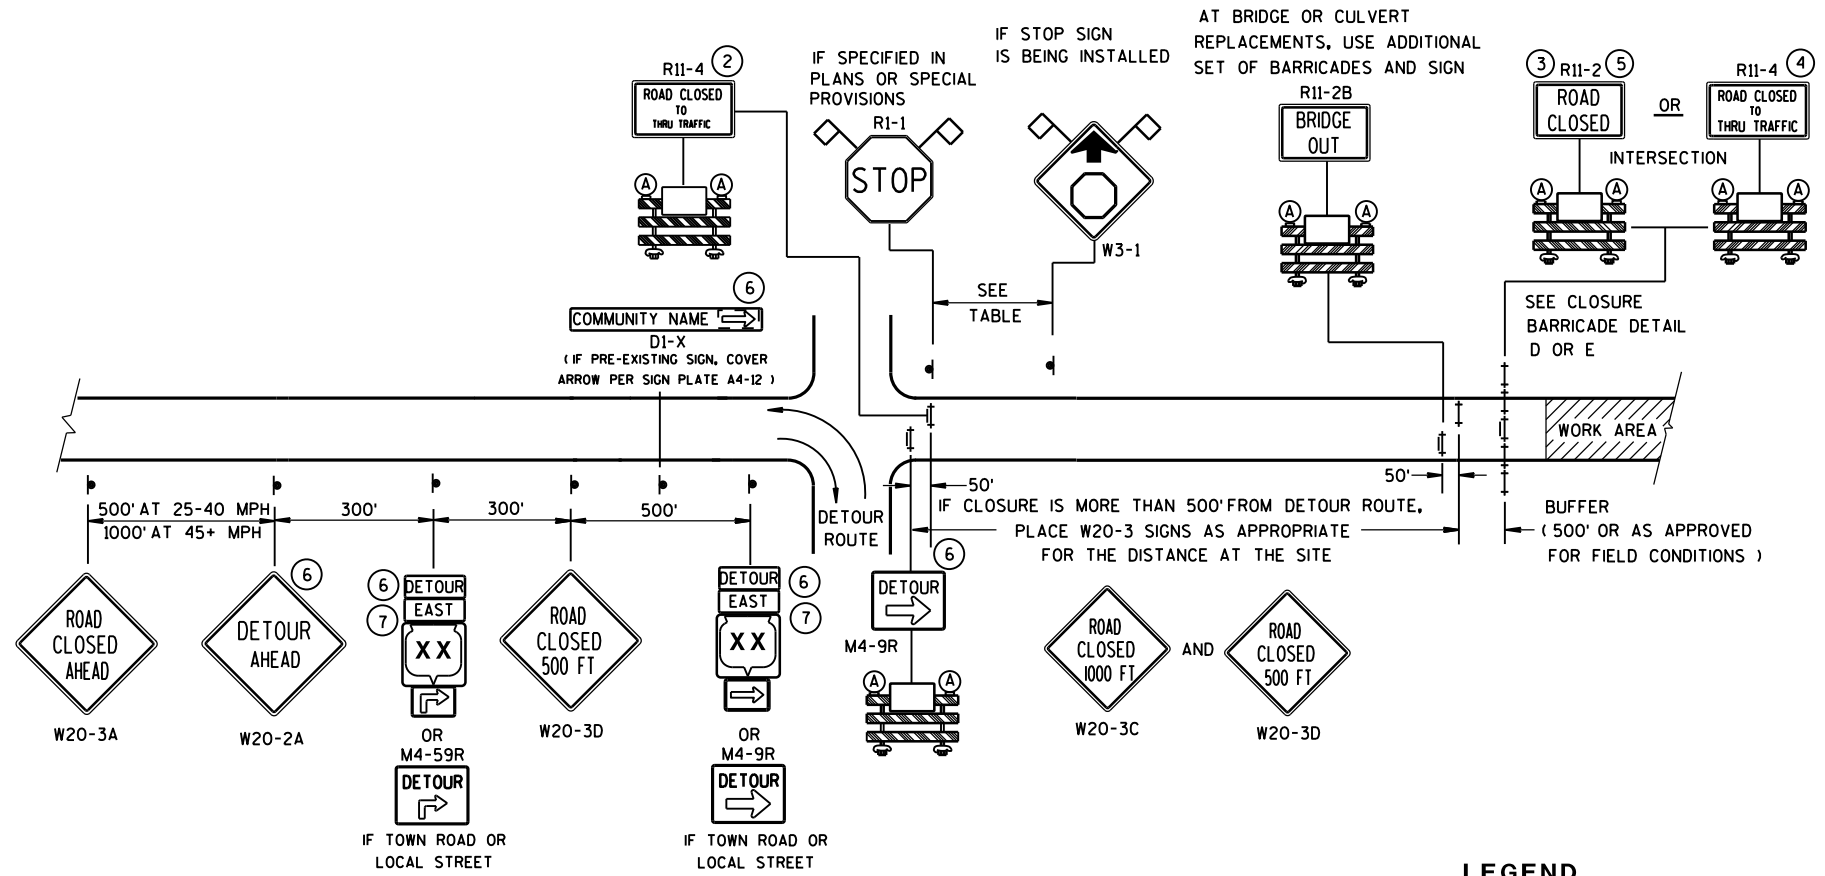 AT BRIDGE OR CULVERT
REPLACEMENTS, USE ADDITIONAL
SET OF BARRICADES AND SIGN
R11-2B
BRIDGE
OUT
IF STOP SIGN
IS BEING INSTALLED
W3-1
IF SPECIFIED IN
PLANS OR SPECIAL
PROVISIONS
R1-1
STOP
R11-4 2
ROAD CLOSED
TO
THRU TRAFFIC
A A
3 R11-2 5
ROAD
CLOSED
OR
R11-4 4
ROAD CLOSED
TO
THRU TRAFFIC
INTERSECTION
A A
A A
A A
SEE
TABLE
SEE CLOSURE
BARRICADE DETAIL
D OR E
6
COMMUNITY NAME
D1-X
( IF PRE-EXISTING SIGN, COVER
ARROW PER SIGN PLATE A4-12 )
WORK AREA
500' AT 25-40 MPH
1000' AT 45+ MPH
300'
300'
500'
DETOUR
ROUTE
50'
50'
IF CLOSURE IS MORE THAN 500' FROM DETOUR ROUTE,
PLACE W20-3 SIGNS AS APPROPRIATE
FOR THE DISTANCE AT THE SITE
BUFFER
( 500' OR AS APPROVED
FOR FIELD CONDITIONS )
ROAD
CLOSED
AHEAD
W20-3A
6
DETOUR
AHEAD
W20-2A
6
7
DETOUR
EAST
XX
OR
M4-59R
DETOUR
IF TOWN ROAD OR
LOCAL STREET
ROAD
CLOSED
500 FT
W20-3D
DETOUR
EAST
XX
6
7
OR
M4-9R
DETOUR
IF TOWN ROAD OR
LOCAL STREET
6
DETOUR
M4-9R
A A
ROAD
CLOSED
1000 FT
W20-3C
AND
ROAD
CLOSED
500 FT
W20-3D
LEGEND